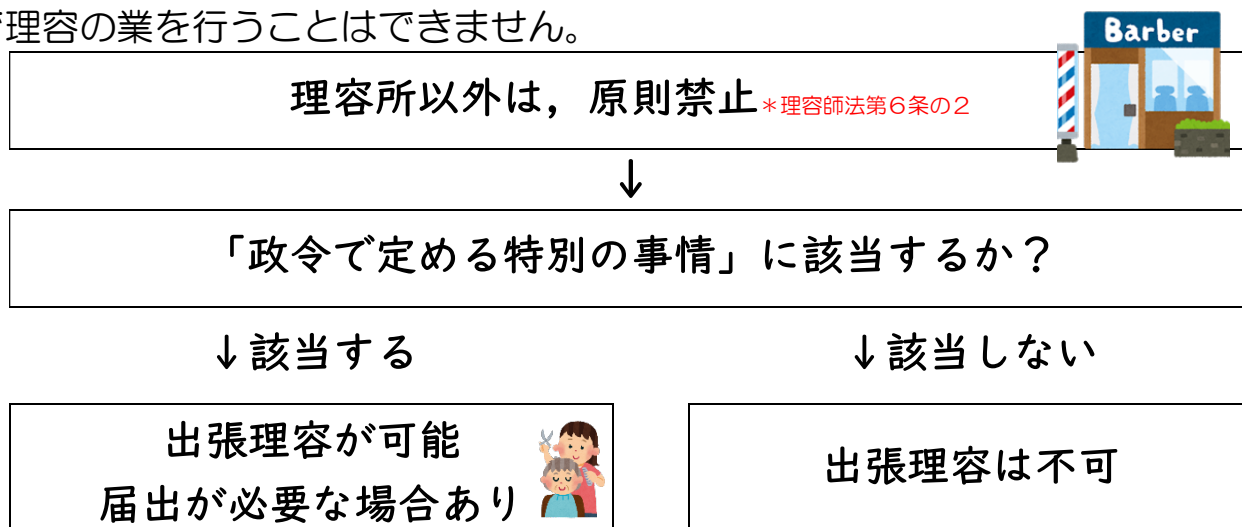 理容の業を行うことはできません。
Barber
理容所以外は，原則禁止＊理容師法第６条の２
↓
「政令で定める特別の事情」に該当するか？
↓該当する
↓該当しない
出張理容が可能
届出が必要な場合あり
出張理容は不可